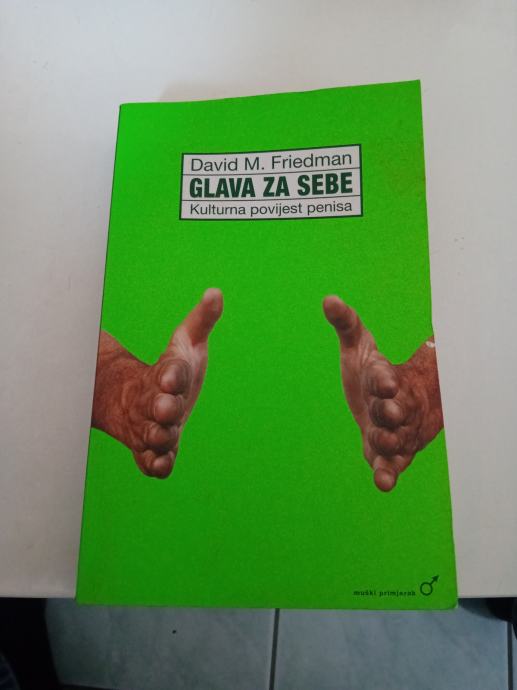 David M. Friedman
GLAVA ZA SEBE
Kulturna povijest penisa
muški primjerak